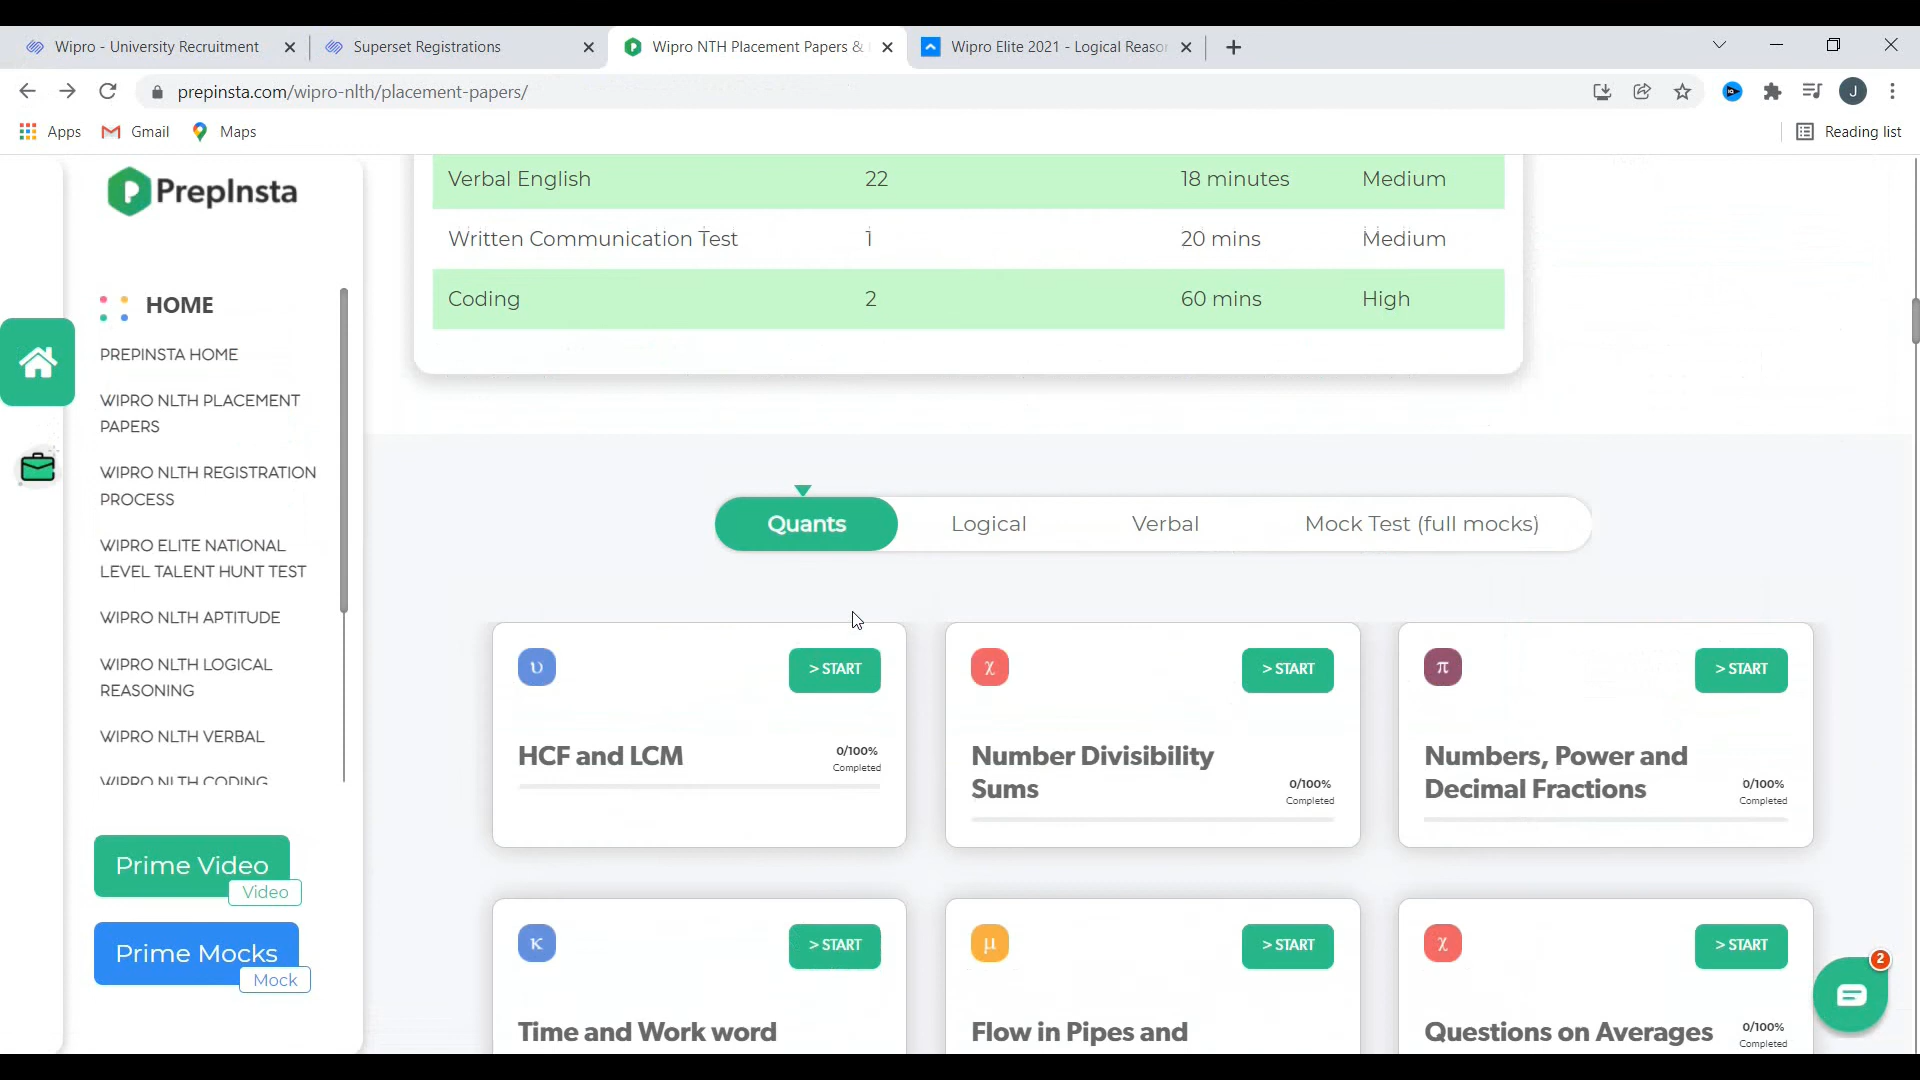 Wipro - University Recruitment
Superset Registrations
Wipro NTH Placement Papers &
Wipro Elite 2021 - Logical Reason
prepinsta.com/wipro-nlth/placement-papers/
J
Apps
Gmail
Maps
Reading list
PrepInsta
HOME
PREPINSTA HOME
WIPRO NLTH PLACEMENT
PAPERS
WIPRO NLTH REGISTRATION
PROCESS
WIPRO ELITE NATIONAL
LEVEL TALENT HUNT TEST
WIPRO NLTH APTITUDE
WIPRO NLTH LOGICAL
REASONING
WIPRO NLTH VERBAL
WIPRO NLTH CODING
Prime Video
Video
Prime Mocks
Mock
Verbal English 22 18 minutes Medium
Written Communication Test 1 20 mins Medium
Coding 2 60 mins High
Quants Logical Verbal Mock Test (full mocks)
υ > START
HCF and LCM 0/100%
Completed
χ > START
Number Divisibility
Sums 0/100%
Completed
π > START
Numbers, Power and
Decimal Fractions 0/100%
Completed
κ > START
Time and Work word
μ > START
Flow in Pipes and
χ > START
Questions on Averages 0/100%
Completed
2